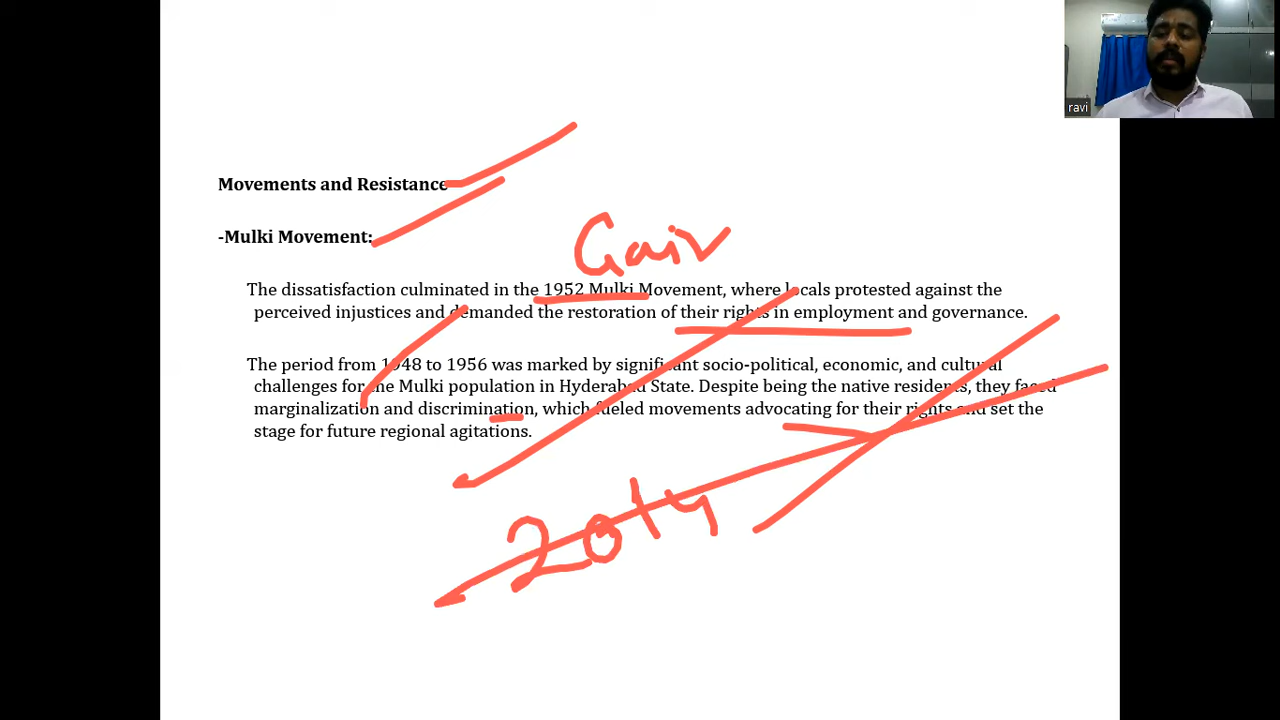 ravi
Movements and Resistance
-Mulki Movement:
Gair
The dissatisfaction culminated in the 1952 Mulki Movement, where locals protested against the
perceived injustices and demanded the restoration of their rights in employment and governance.
The period from 1948 to 1956 was marked by significant socio-political, economic, and cultural
challenges for the Mulki population in Hyderabad State. Despite being the native residents, they faced
marginalization and discrimination, which fueled movements advocating for their rights and set the
stage for future regional agitations.
2014